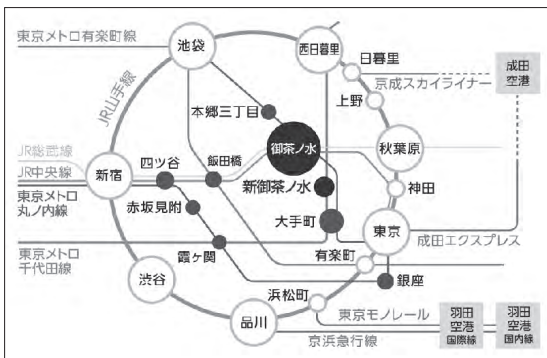 東京メトロ有楽町線
池袋
西日暮里
日暮里
京成スカイライナー
成田
空港
JR山手線
上野
本郷三丁目
御茶ノ水
秋葉原
JR総武線
JR中央線
新宿
四ツ谷
飯田橋
新御茶ノ水
神田
東京メトロ
丸ノ内線
赤坂見附
大手町
東京
成田エクスプレス
東京メトロ
千代田線
霞ヶ関
有楽町
銀座
渋谷
浜松町
品川
東京モノレール
京浜急行線
羽田
空港
国際線
羽田
空港
国内線